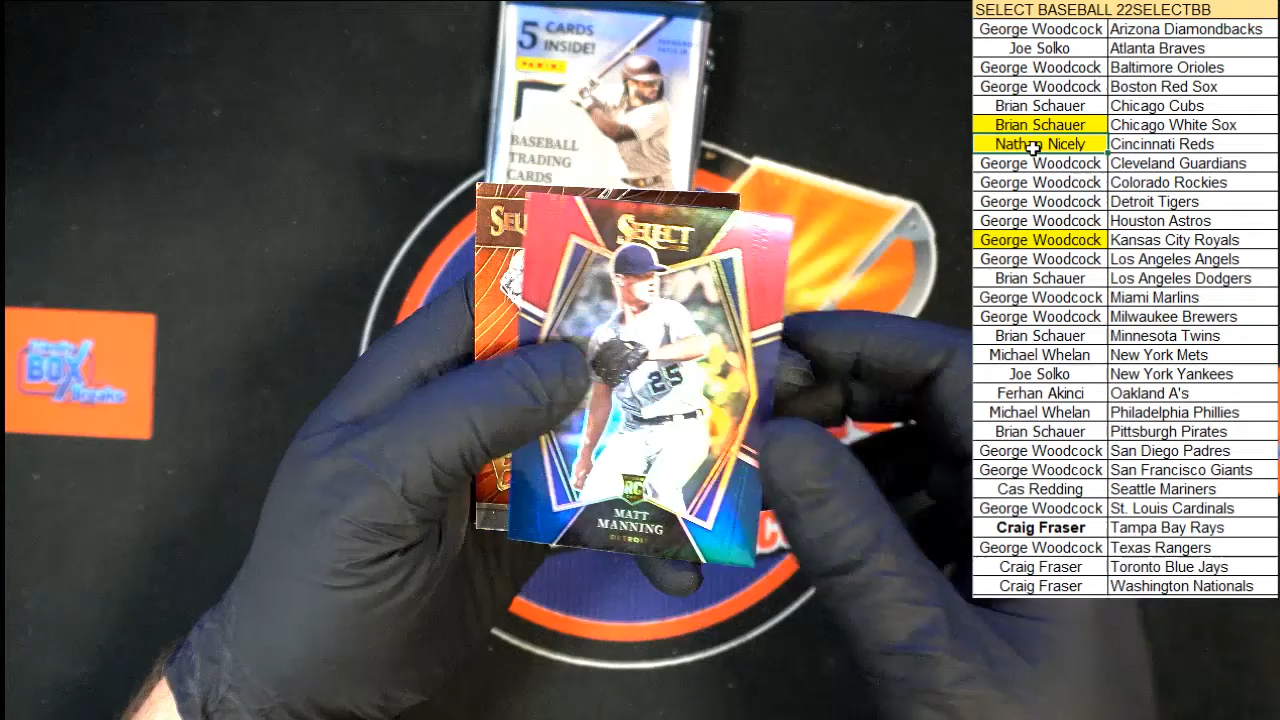 5 CARDS
INSIDE!
PANINI
BASEBALL
TRADING
CARDS
SEL
SELECT
25
RC
MATT
MANNING
DETROIT
BOX
Breaks
SELECT BASEBALL 22SELECTBB
George Woodcock Arizona Diamondbacks
Joe Solko Atlanta Braves
George Woodcock Baltimore Orioles
George Woodcock Boston Red Sox
Brian Schauer Chicago Cubs
Brian Schauer Chicago White Sox
Nathan Nicely Cincinnati Reds
George Woodcock Cleveland Guardians
George Woodcock Colorado Rockies
George Woodcock Detroit Tigers
George Woodcock Houston Astros
George Woodcock Kansas City Royals
George Woodcock Los Angeles Angels
Brian Schauer Los Angeles Dodgers
George Woodcock Miami Marlins
George Woodcock Milwaukee Brewers
Brian Schauer Minnesota Twins
Michael Whelan New York Mets
Joe Solko New York Yankees
Ferhan Akinci Oakland A's
Michael Whelan Philadelphia Phillies
Brian Schauer Pittsburgh Pirates
George Woodcock San Diego Padres
George Woodcock San Francisco Giants
Cas Redding Seattle Mariners
George Woodcock St. Louis Cardinals
Craig Fraser Tampa Bay Rays
George Woodcock Texas Rangers
Craig Fraser Toronto Blue Jays
Craig Fraser Washington Nationals